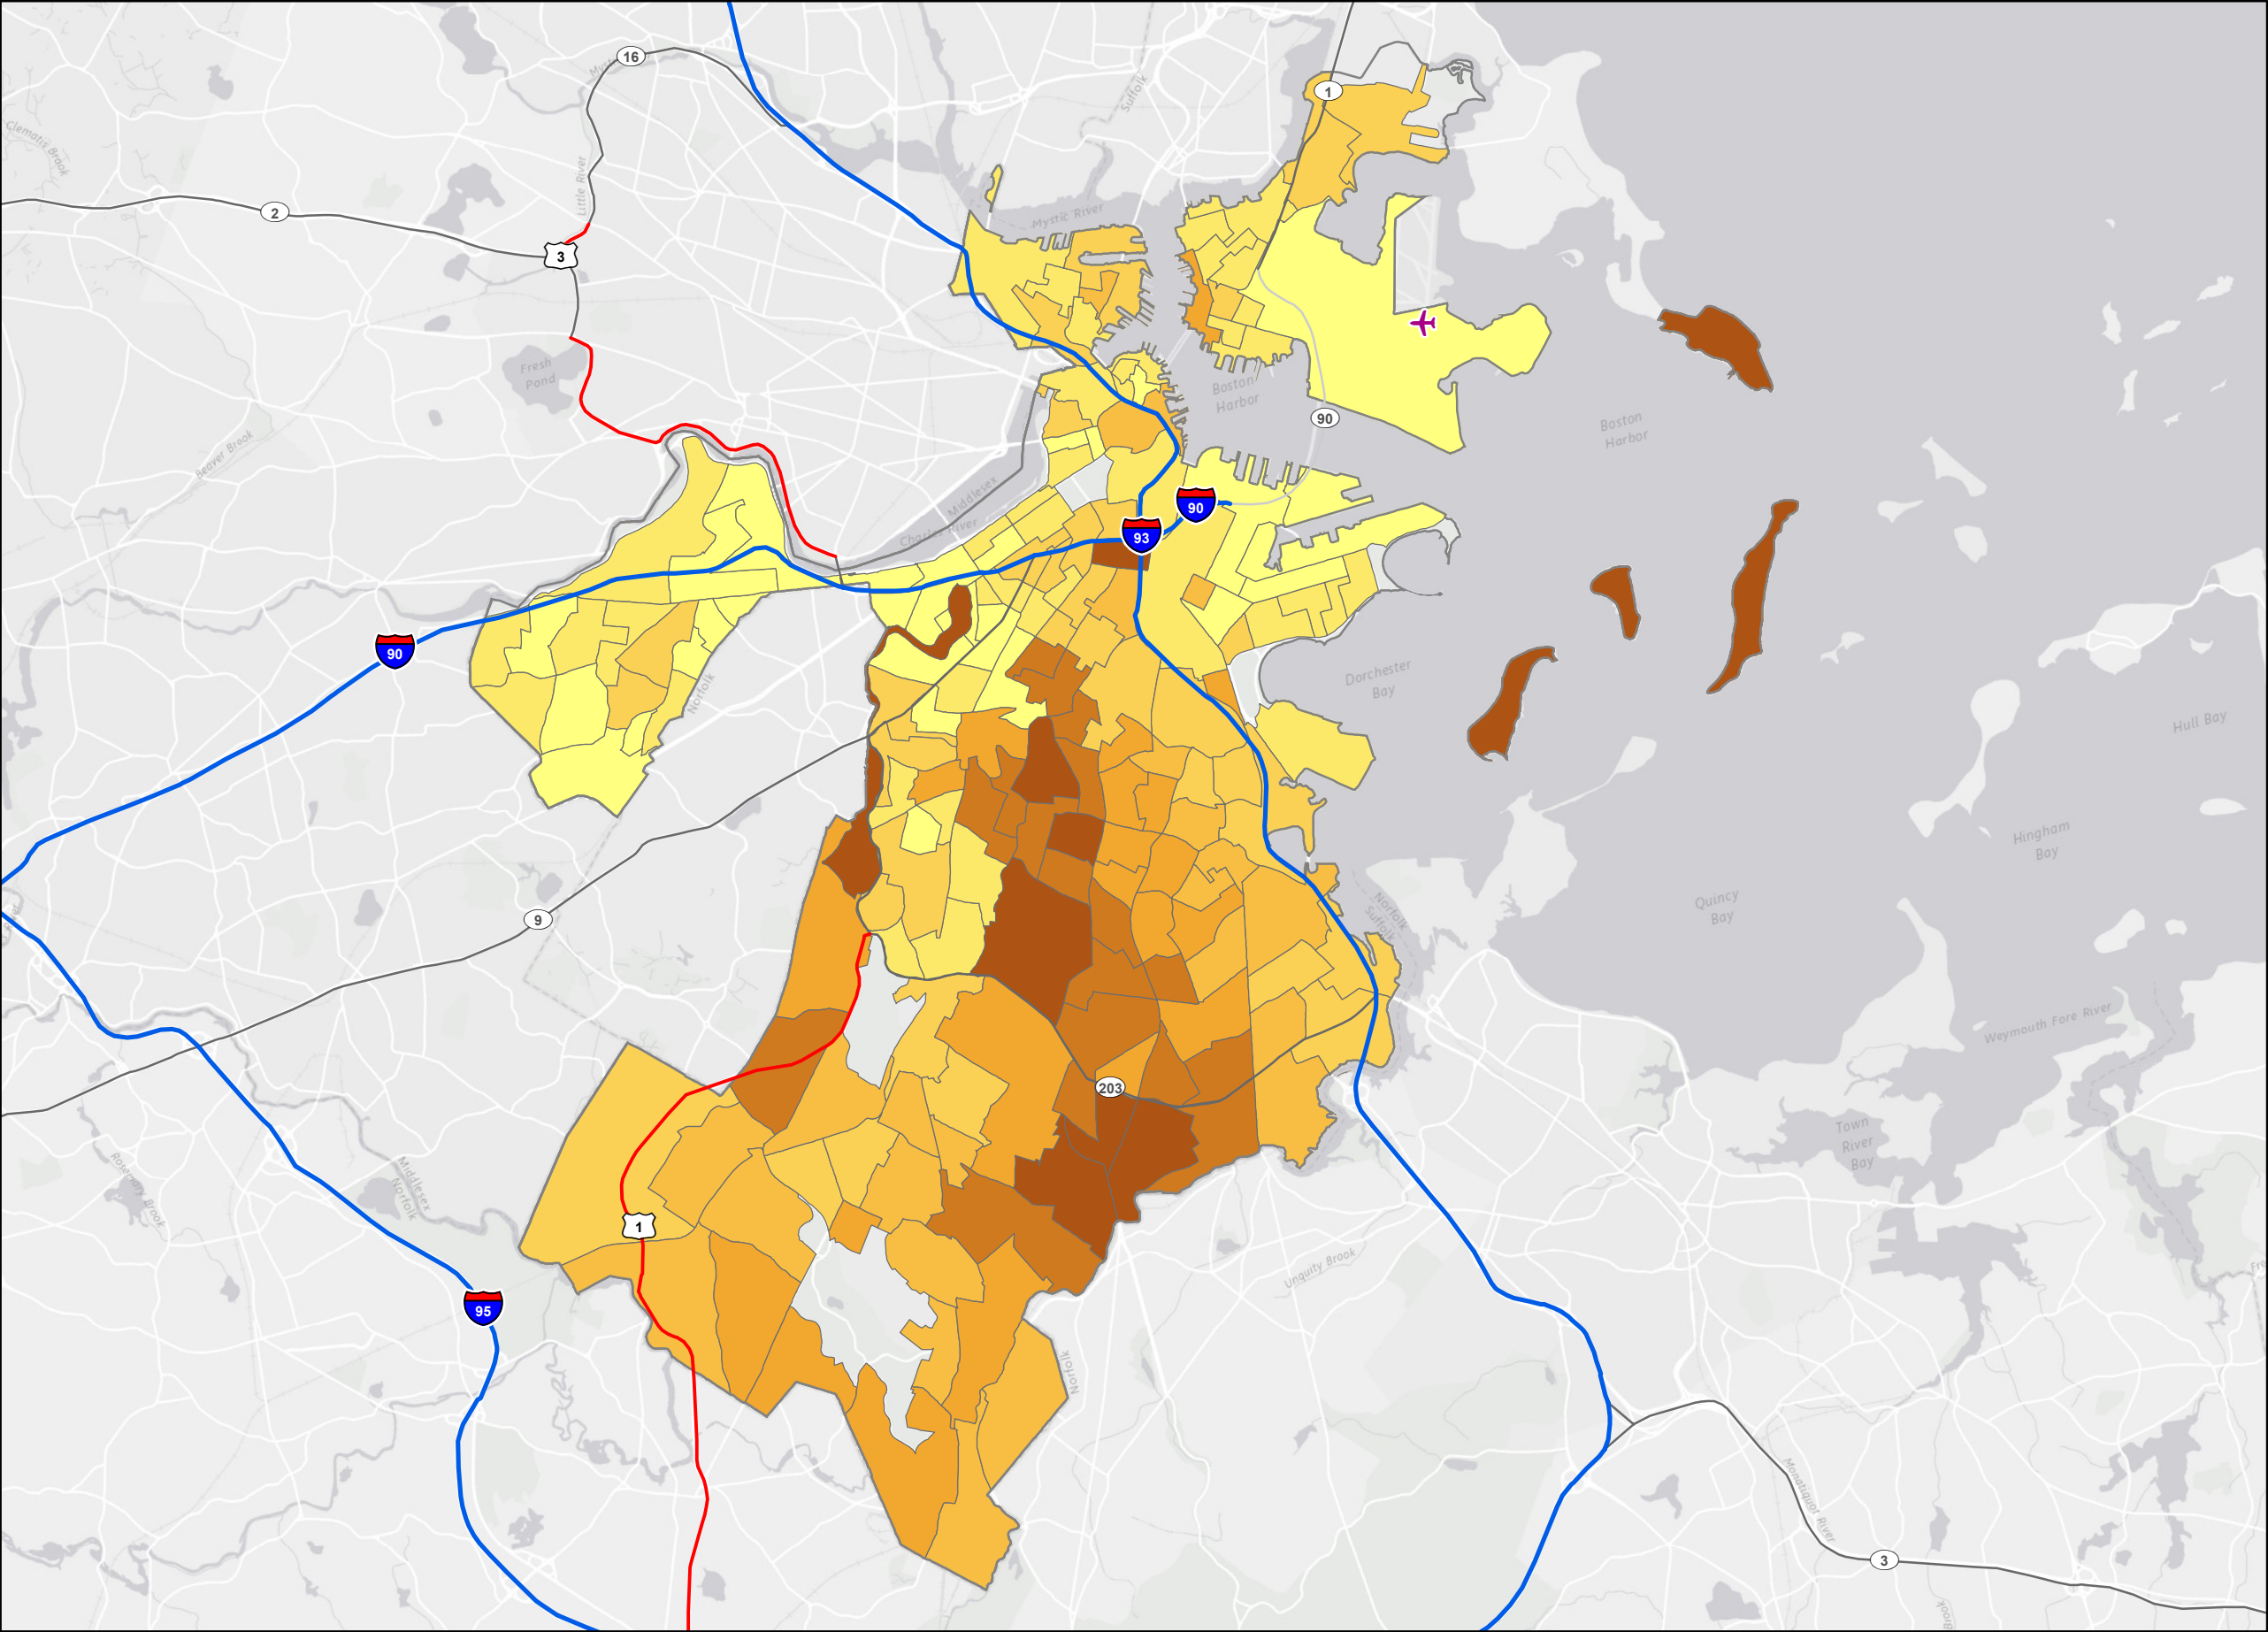 16
1
Mystic River
Suffolk
Clematis Brook
Little River
2
3
Mystic River
Fresh
Pond
Boston
Harbor
90
Boston
Harbor
Beaver Brook
Middlesex
Charles River
90
93
90
Norfolk
Dorchester
Bay
Hull Bay
Hingham
Bay
9
Norfolk
Suffolk
Quincy
Bay
Weymouth Fore River
203
Town
River
Bay
Rosemary Brook
Middlesex
Norfolk
1
Unquity Brook
95
Norfolk
Monatiquot River
3